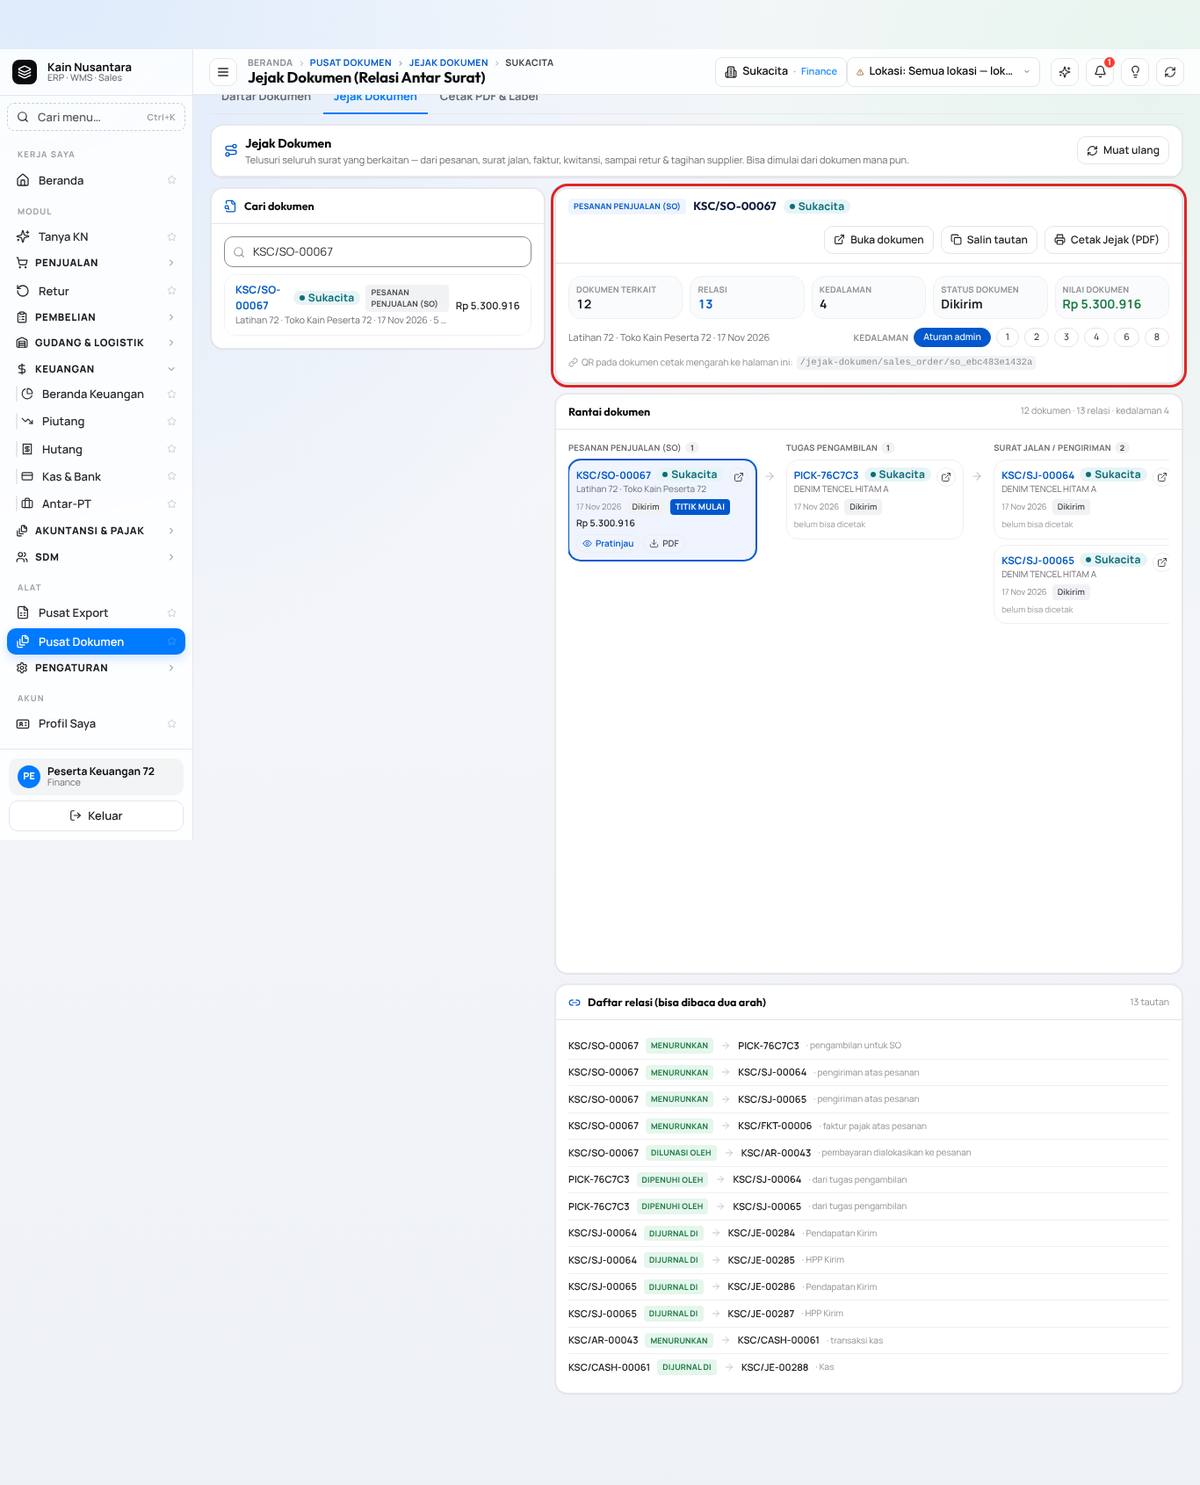 Kain Nusantara
ERP · WMS · Sales
Cari menu...
Ctrl+K
KERJA SAYA
Beranda
MODUL
Tanya KN
PENJUALAN
Retur
PEMBELIAN
GUDANG & LOGISTIK
KEUANGAN
Beranda Keuangan
Piutang
Hutang
Kas & Bank
Antar-PT
AKUNTANSI & PAJAK
SDM
ALAT
Pusat Export
Pusat Dokumen
PENGATURAN
AKUN
Profil Saya
PE
Peserta Keuangan 72
Finance
Keluar
BERANDA › PUSAT DOKUMEN › JEJAK DOKUMEN › SUKACITA
Jejak Dokumen (Relasi Antar Surat)
Sukacita · Finance
Lokasi: Semua lokasi — lok...
1
Daftar Dokumen
Jejak Dokumen
Cetak PDF & Label
Jejak Dokumen
Telusuri seluruh surat yang berkaitan — dari pesanan, surat jalan, faktur, kwitansi, sampai retur & tagihan supplier. Bisa dimulai dari dokumen mana pun.
Muat ulang
Cari dokumen
KSC/SO-00067
KSC/SO-00067
Sukacita
PESANAN PENJUALAN (SO)
Rp 5.300.916
Latihan 72 · Toko Kain Peserta 72 · 17 Nov 2026 · 5 ...
PESANAN PENJUALAN (SO) KSC/SO-00067 Sukacita
Buka dokumen
Salin tautan
Cetak Jejak (PDF)
DOKUMEN TERKAIT
12
RELASI
13
KEDALAMAN
4
STATUS DOKUMEN
Dikirim
NILAI DOKUMEN
Rp 5.300.916
Latihan 72 · Toko Kain Peserta 72 · 17 Nov 2026
KEDALAMAN Aturan admin 1 2 3 4 6 8
QR pada dokumen cetak mengarah ke halaman ini: /jejak-dokumen/sales_order/so_ebc483e1432a
Rantai dokumen
12 dokumen · 13 relasi · kedalaman 4
PESANAN PENJUALAN (SO) 1
KSC/SO-00067 Sukacita
Latihan 72 · Toko Kain Peserta 72
17 Nov 2026 Dikirim TITIK MULAI
Rp 5.300.916
Pratinjau PDF
TUGAS PENGAMBILAN 1
PICK-76C7C3 Sukacita
DENIM TENCEL HITAM A
17 Nov 2026 Dikirim
belum bisa dicetak
SURAT JALAN / PENGIRIMAN 2
KSC/SJ-00064 Sukacita
DENIM TENCEL HITAM A
17 Nov 2026 Dikirim
belum bisa dicetak
KSC/SJ-00065 Sukacita
DENIM TENCEL HITAM A
17 Nov 2026 Dikirim
belum bisa dicetak
Daftar relasi (bisa dibaca dua arah)
13 tautan
KSC/SO-00067 MENURUNKAN → PICK-76C7C3 · pengambilan untuk SO
KSC/SO-00067 MENURUNKAN → KSC/SJ-00064 · pengiriman atas pesanan
KSC/SO-00067 MENURUNKAN → KSC/SJ-00065 · pengiriman atas pesanan
KSC/SO-00067 MENURUNKAN → KSC/FKT-00006 · faktur pajak atas pesanan
KSC/SO-00067 DILUNASI OLEH → KSC/AR-00043 · pembayaran dialokasikan ke pesanan
PICK-76C7C3 DIPENUHI OLEH → KSC/SJ-00064 · dari tugas pengambilan
PICK-76C7C3 DIPENUHI OLEH → KSC/SJ-00065 · dari tugas pengambilan
KSC/SJ-00064 DIJURNAL DI → KSC/JE-00284 · Pendapatan Kirim
KSC/SJ-00064 DIJURNAL DI → KSC/JE-00285 · HPP Kirim
KSC/SJ-00065 DIJURNAL DI → KSC/JE-00286 · Pendapatan Kirim
KSC/SJ-00065 DIJURNAL DI → KSC/JE-00287 · HPP Kirim
KSC/AR-00043 MENURUNKAN → KSC/CASH-00061 · transaksi kas
KSC/CASH-00061 DIJURNAL DI → KSC/JE-00288 · Kas